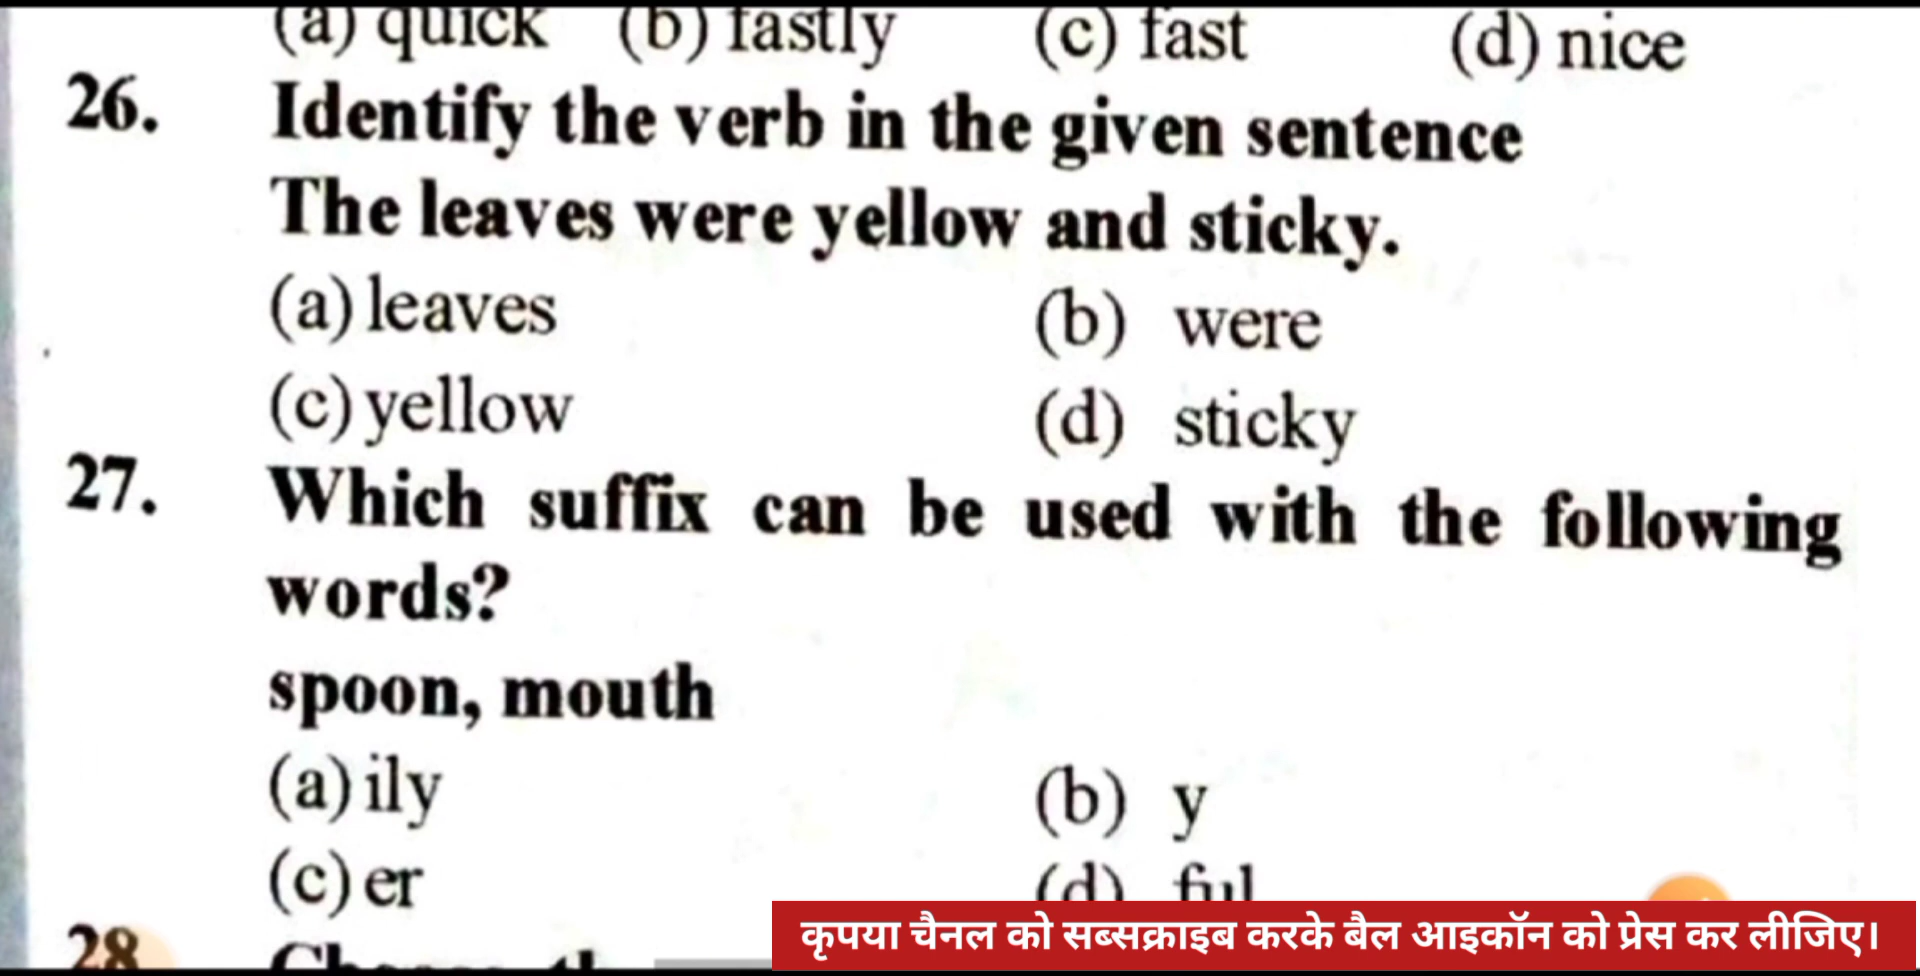 (a) quick (b) fastly (c) fast (d) nice
26. Identify the verb in the given sentence
The leaves were yellow and sticky.
(a) leaves (b) were
(c) yellow (d) sticky
27. Which suffix can be used with the following
words?
spoon, mouth
(a) ily (b) y
(c) er (d) ful
28
कृपया चैनल को सब्सक्राइब करके बैल आइकॉन को प्रेस कर लीजिए।